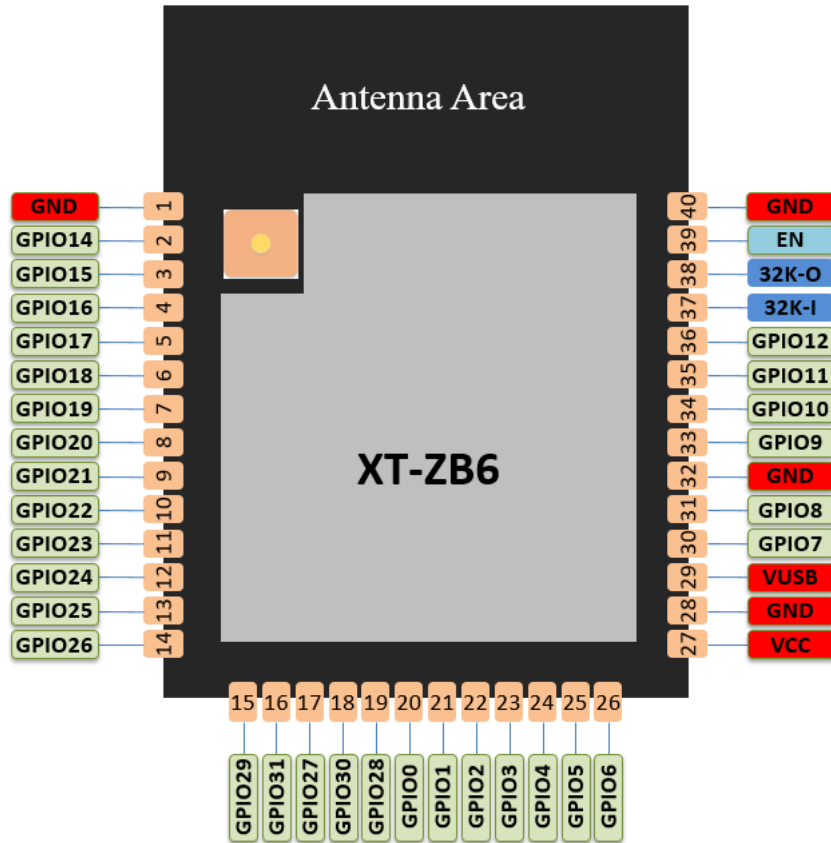 Antenna Area
GND 1
GPIO14 2
GPIO15 3
GPIO16 4
GPIO17 5
GPIO18 6
GPIO19 7
GPIO20 8
GPIO21 9
GPIO22 10
GPIO23 11
GPIO24 12
GPIO25 13
GPIO26 14
XT-ZB6
40 GND
39 EN
38 32K-O
37 32K-I
36 GPIO12
35 GPIO11
34 GPIO10
33 GPIO9
32 GND
31 GPIO8
30 GPIO7
29 VUSB
28 GND
27 VCC
15 16 17 18 19 20 21 22 23 24 25 26
GPIO29
GPIO31
GPIO27
GPIO30
GPIO28
GPIO0
GPIO1
GPIO2
GPIO3
GPIO4
GPIO5
GPIO6